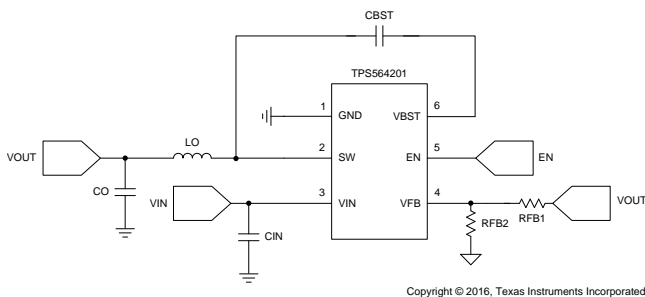 CBST
TPS564201
1 GND VBST 6
LO
VOUT 2 SW EN 5 EN
CO
VIN 3 VIN VFB 4 VOUT
RFB2 RFB1
CIN
Copyright © 2016, Texas Instruments Incorporated